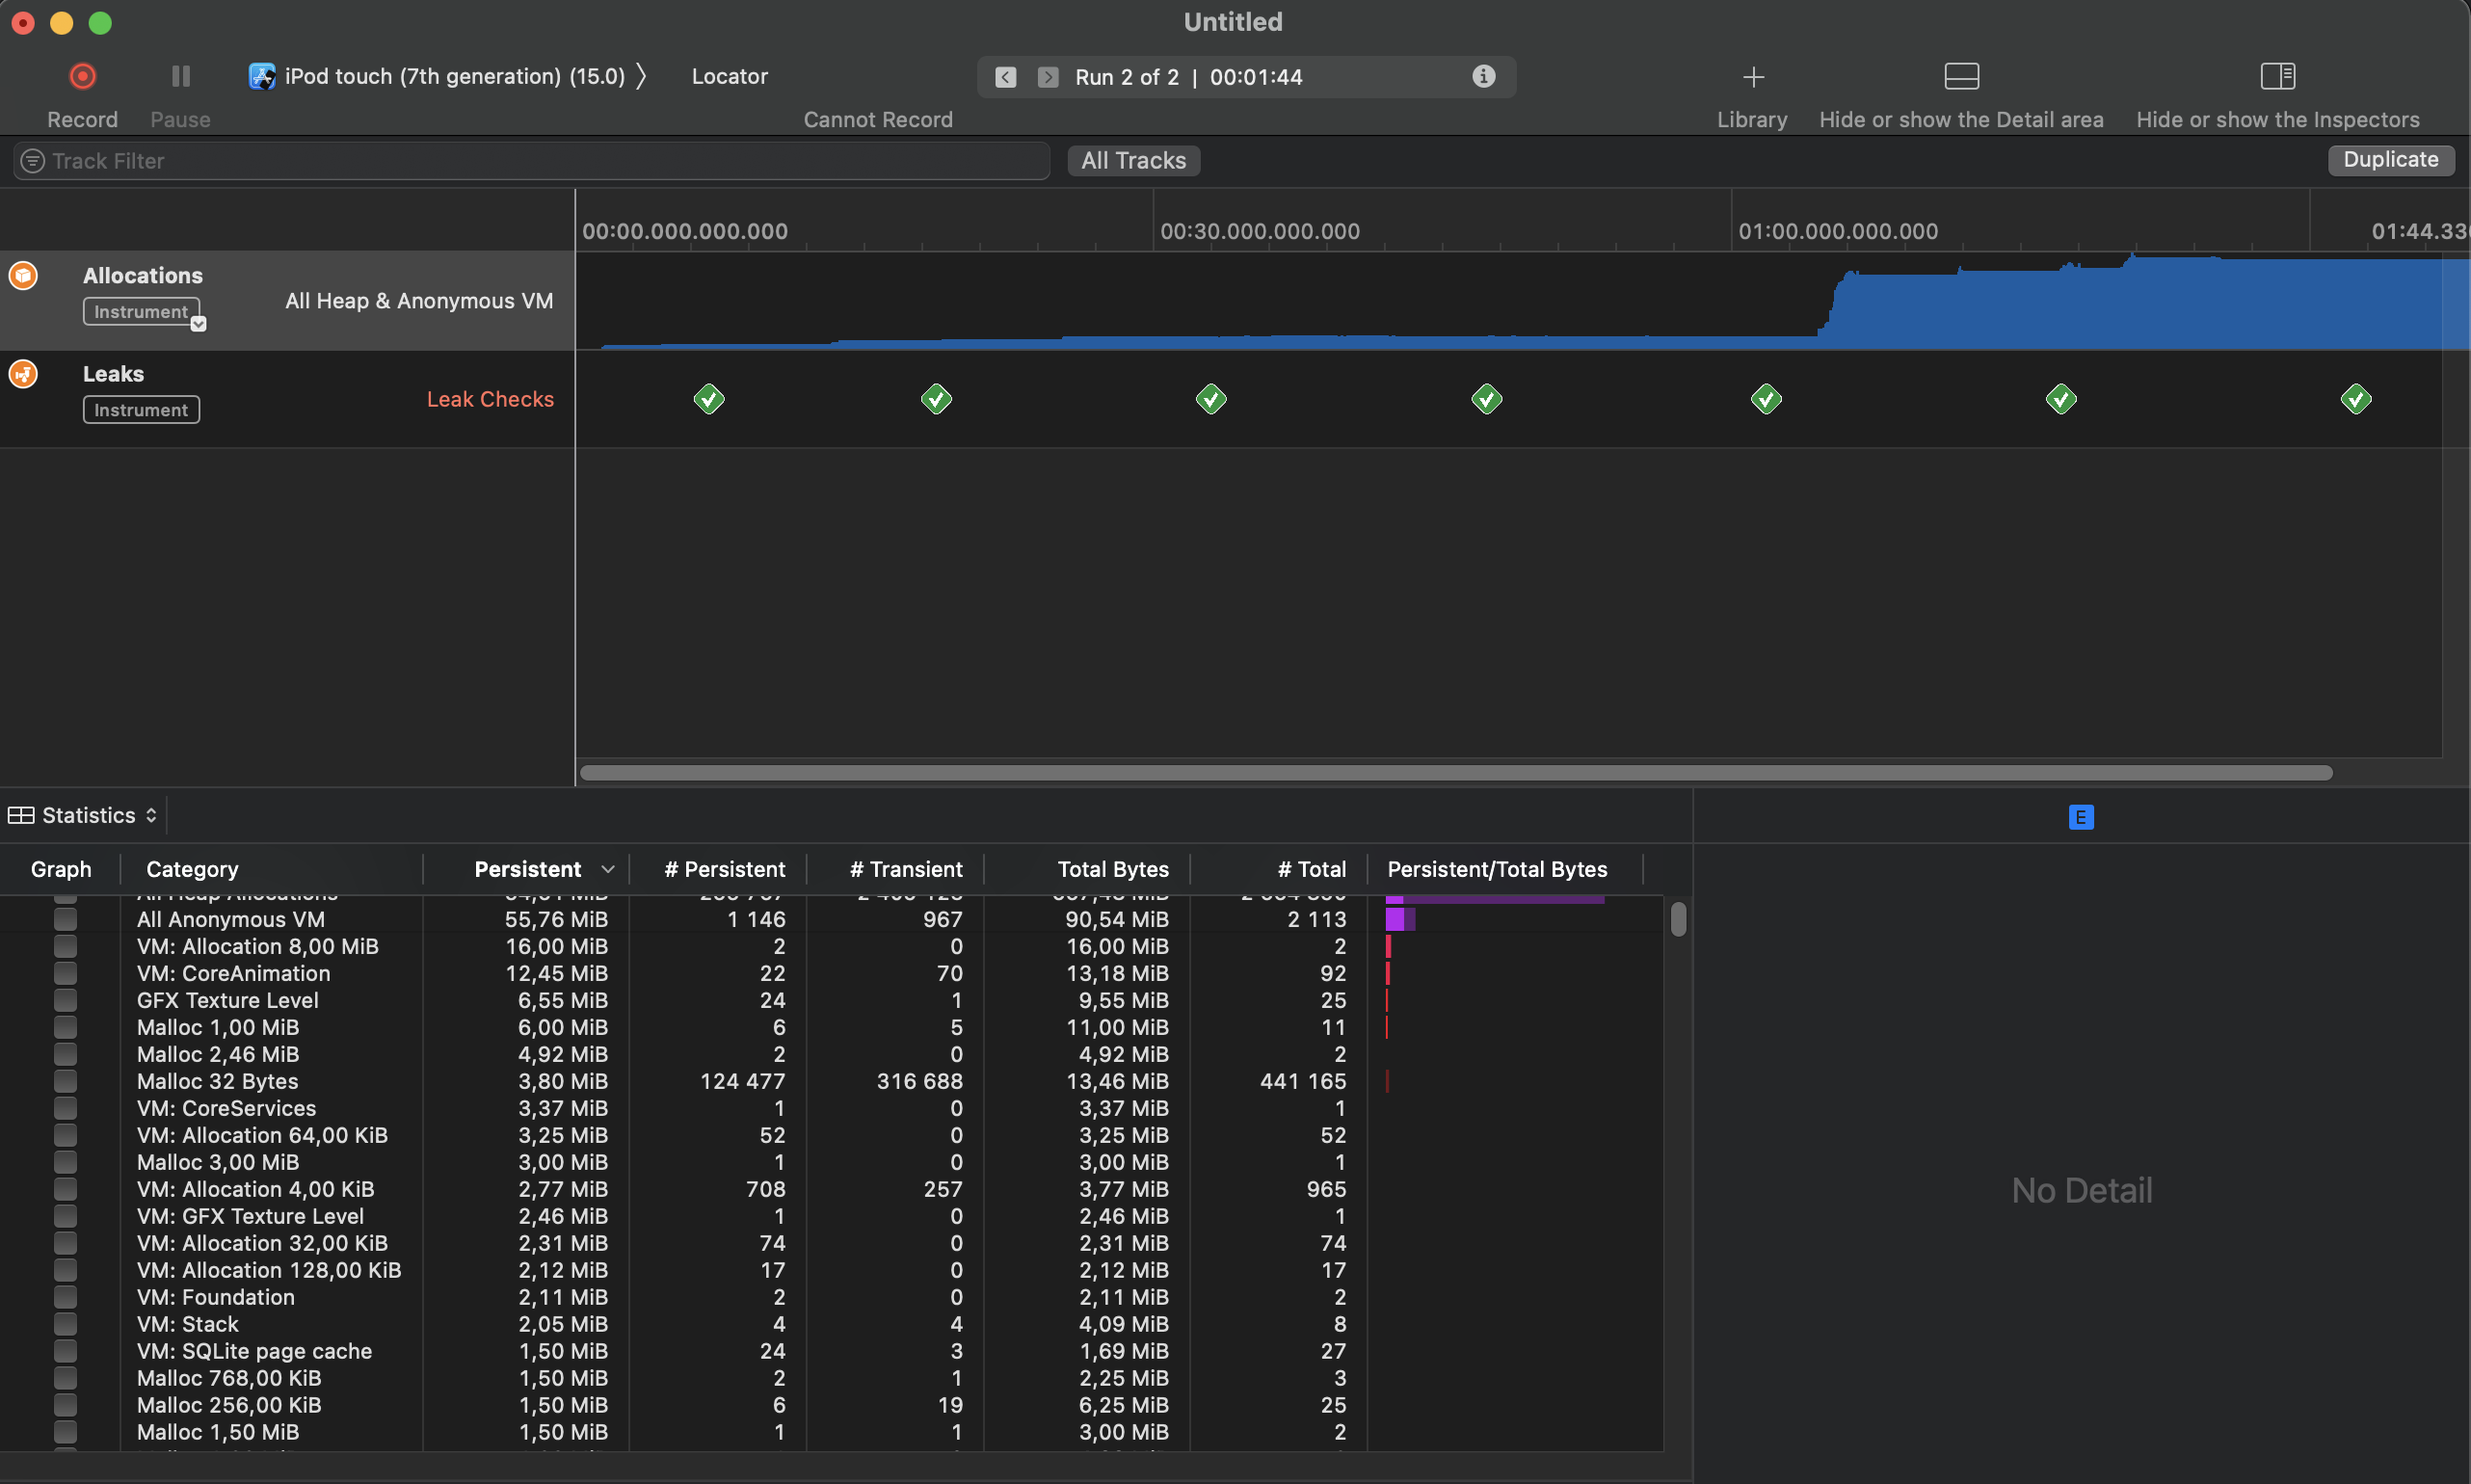 Untitled
iPod touch (7th generation) (15.0) 〉 Locator
Run 2 of 2 | 00:01:44
Record Pause Cannot Record Library Hide or show the Detail area Hide or show the Inspectors
Track Filter All Tracks Duplicate
00:00.000.000.000 00:30.000.000.000 01:00.000.000.000 01:44.33
Allocations
Instrument All Heap & Anonymous VM
Leaks
Instrument Leak Checks
Statistics E
Graph Category Persistent # Persistent # Transient Total Bytes # Total Persistent/Total Bytes
All Heap Allocations
All Anonymous VM 55,76 MiB 1 146 967 90,54 MiB 2 113
VM: Allocation 8,00 MiB 16,00 MiB 2 0 16,00 MiB 2
VM: CoreAnimation 12,45 MiB 22 70 13,18 MiB 92
GFX Texture Level 6,55 MiB 24 1 9,55 MiB 25
Malloc 1,00 MiB 6,00 MiB 6 5 11,00 MiB 11
Malloc 2,46 MiB 4,92 MiB 2 0 4,92 MiB 2
Malloc 32 Bytes 3,80 MiB 124 477 316 688 13,46 MiB 441 165
VM: CoreServices 3,37 MiB 1 0 3,37 MiB 1
VM: Allocation 64,00 KiB 3,25 MiB 52 0 3,25 MiB 52
Malloc 3,00 MiB 3,00 MiB 1 0 3,00 MiB 1
VM: Allocation 4,00 KiB 2,77 MiB 708 257 3,77 MiB 965
VM: GFX Texture Level 2,46 MiB 1 0 2,46 MiB 1
VM: Allocation 32,00 KiB 2,31 MiB 74 0 2,31 MiB 74
VM: Allocation 128,00 KiB 2,12 MiB 17 0 2,12 MiB 17
VM: Foundation 2,11 MiB 2 0 2,11 MiB 2
VM: Stack 2,05 MiB 4 4 4,09 MiB 8
VM: SQLite page cache 1,50 MiB 24 3 1,69 MiB 27
Malloc 768,00 KiB 1,50 MiB 2 1 2,25 MiB 3
Malloc 256,00 KiB 1,50 MiB 6 19 6,25 MiB 25
Malloc 1,50 MiB 1,50 MiB 1 1 3,00 MiB 2
No Detail